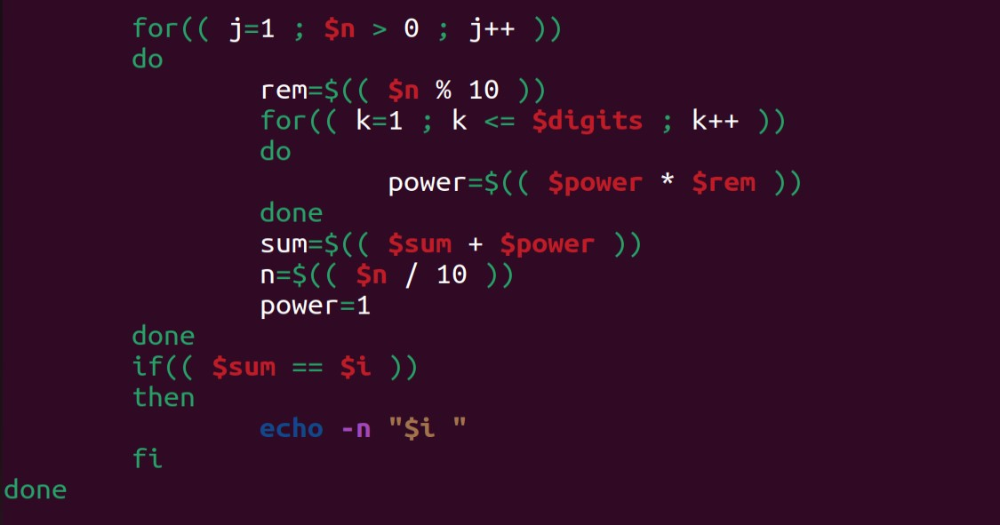 for(( j=1 ; $n > 0 ; j++ ))
do
rem=$(( $n % 10 ))
for(( k=1 ; k <= $digits ; k++ ))
do
power=$(( $power * $rem ))
done
sum=$(( $sum + $power ))
n=$(( $n / 10 ))
power=1
done
if(( $sum == $i ))
then
echo -n "$i "
fi
done